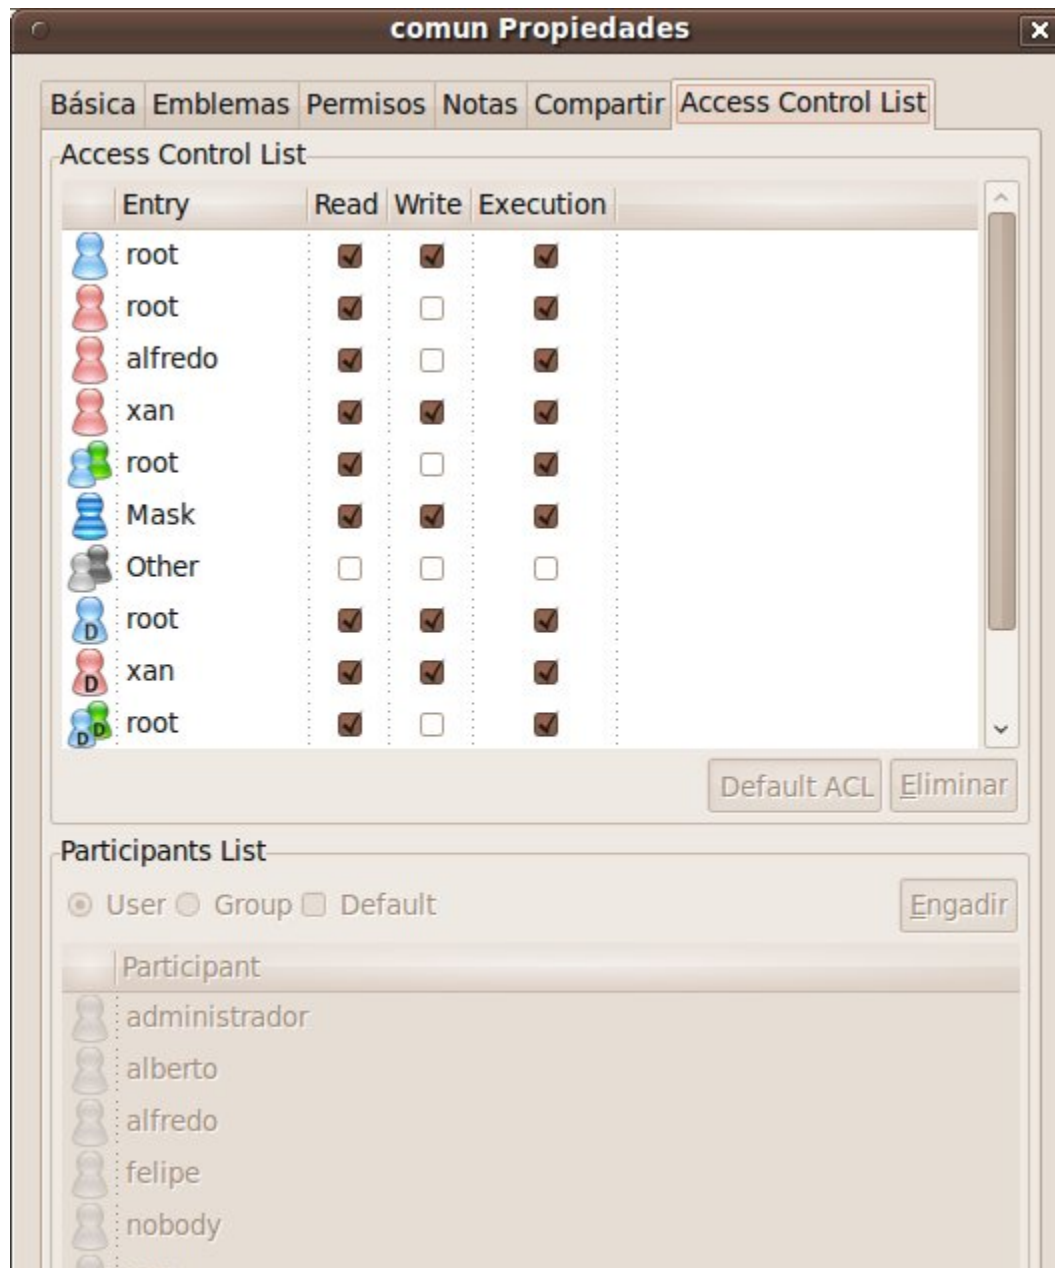 comun Propiedades
Básica Emblemas Permisos Notas Compartir Access Control List
Access Control List
Entry Read Write Execution
root
root
alfredo
xan
root
Mask
Other
D root
D xan
D D root
Default ACL Eliminar
Participants List
User Group Default Engadir
Participant
administrador
alberto
alfredo
felipe
nobody